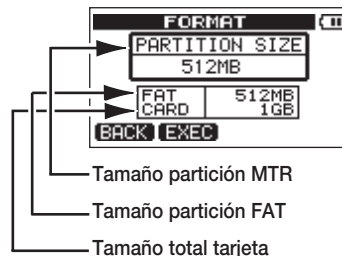 FORMAT
PARTITION SIZE
512MB
FAT 512MB
CARD 1GB
BACK EXEC
Tamaño partición MTR
Tamaño partición FAT
Tamaño total tarjeta